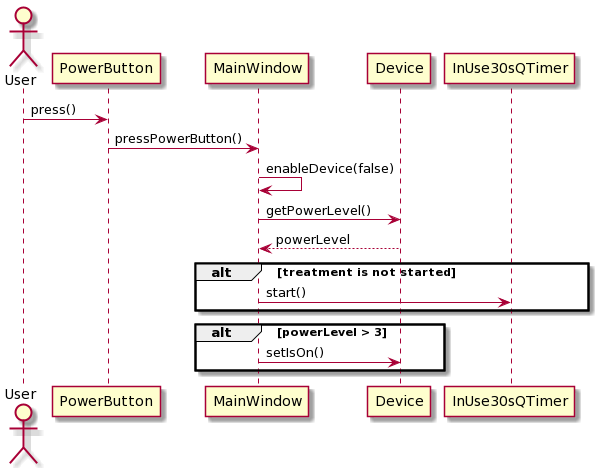 User
PowerButton
MainWindow
Device
InUse30sQTimer
press()
pressPowerButton()
enableDevice(false)
getPowerLevel()
powerLevel
alt
[treatment is not started]
start()
alt
[powerLevel > 3]
setIsOn()
User
PowerButton
MainWindow
Device
InUse30sQTimer